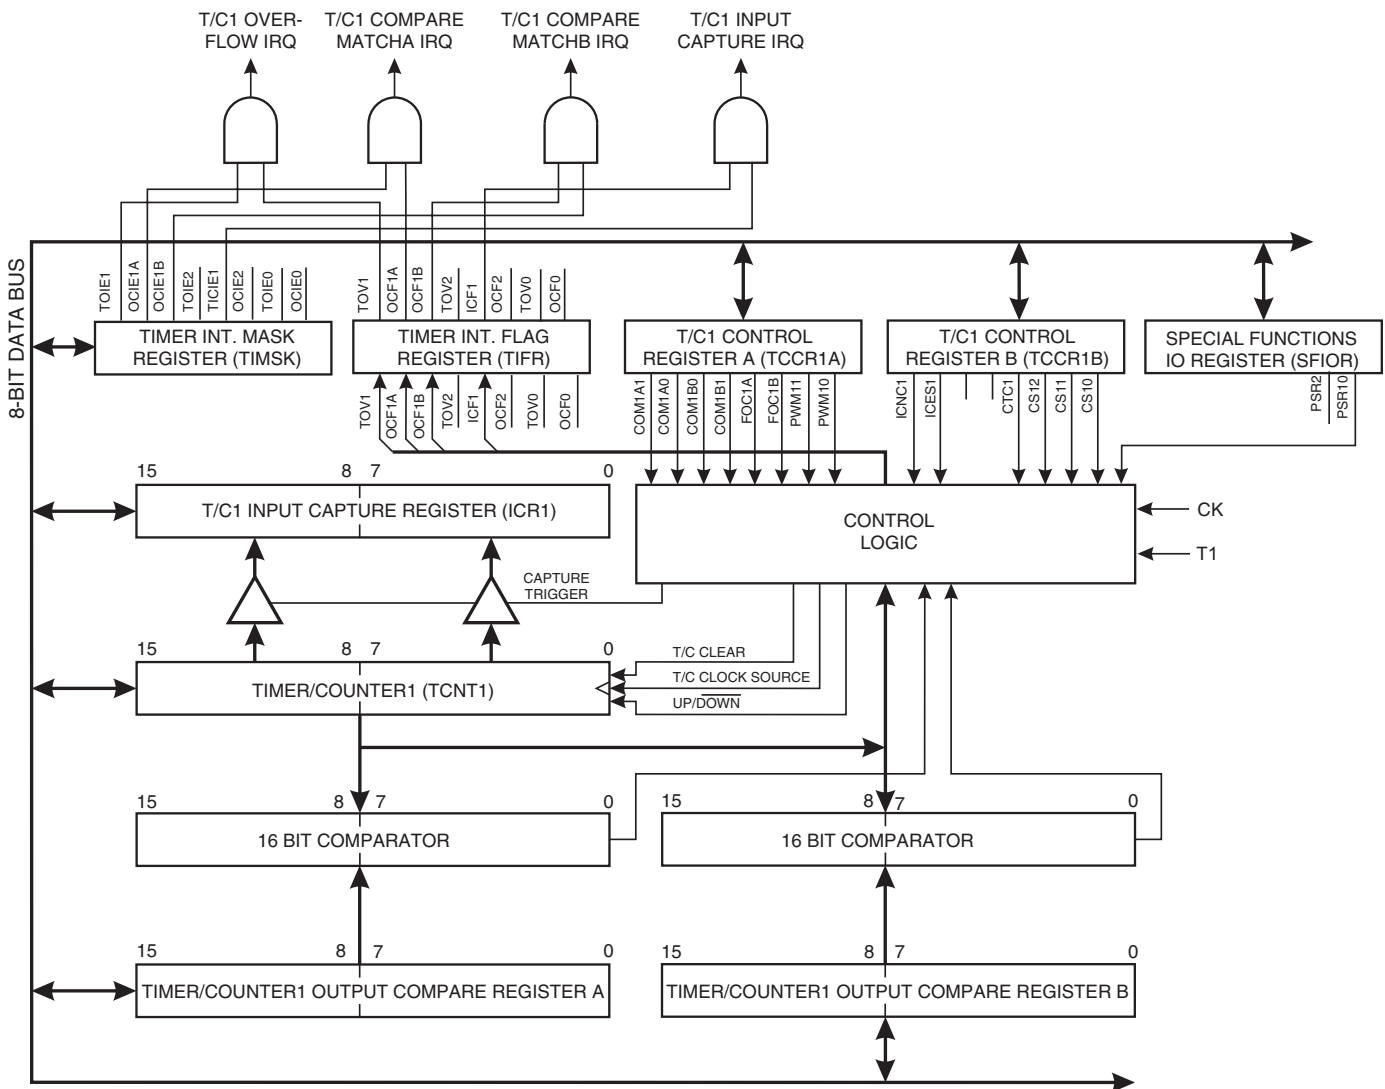 T/C1 OVER-
FLOW IRQ
T/C1 COMPARE
MATCHA IRQ
T/C1 COMPARE
MATCHB IRQ
T/C1 INPUT
CAPTURE IRQ
8-BIT DATA BUS
TOIE1
OCIE1A
OCIE1B
TOIE2
TICIE1
OCIE2
TOIE0
OCIE0
TOV1
OCF1A
OCF1B
TOV2
ICF1
OCF2
TOV0
OCF0
TIMER INT. MASK
REGISTER (TIMSK)
TIMER INT. FLAG
REGISTER (TIFR)
T/C1 CONTROL
REGISTER A (TCCR1A)
T/C1 CONTROL
REGISTER B (TCCR1B)
SPECIAL FUNCTIONS
IO REGISTER (SFIOR)
TOV1
OCF1A
OCF1B
TOV2
ICF1
OCF2
TOV0
OCF0
COM1A1
COM1A0
COM1B0
COM1B1
FOC1A
FOC1B
PWM11
PWM10
ICNC1
ICES1
CTC1
CS12
CS11
CS10
PSR2
PSR10
15 8 7 0
T/C1 INPUT CAPTURE REGISTER (ICR1)
CONTROL
LOGIC
CK
T1
CAPTURE
TRIGGER
15 8 7 0
TIMER/COUNTER1 (TCNT1)
T/C CLEAR
T/C CLOCK SOURCE
UP/DOWN
15 8 7 0
16 BIT COMPARATOR
15 8 7 0
16 BIT COMPARATOR
15 8 7 0
TIMER/COUNTER1 OUTPUT COMPARE REGISTER A
15 8 7 0
TIMER/COUNTER1 OUTPUT COMPARE REGISTER B